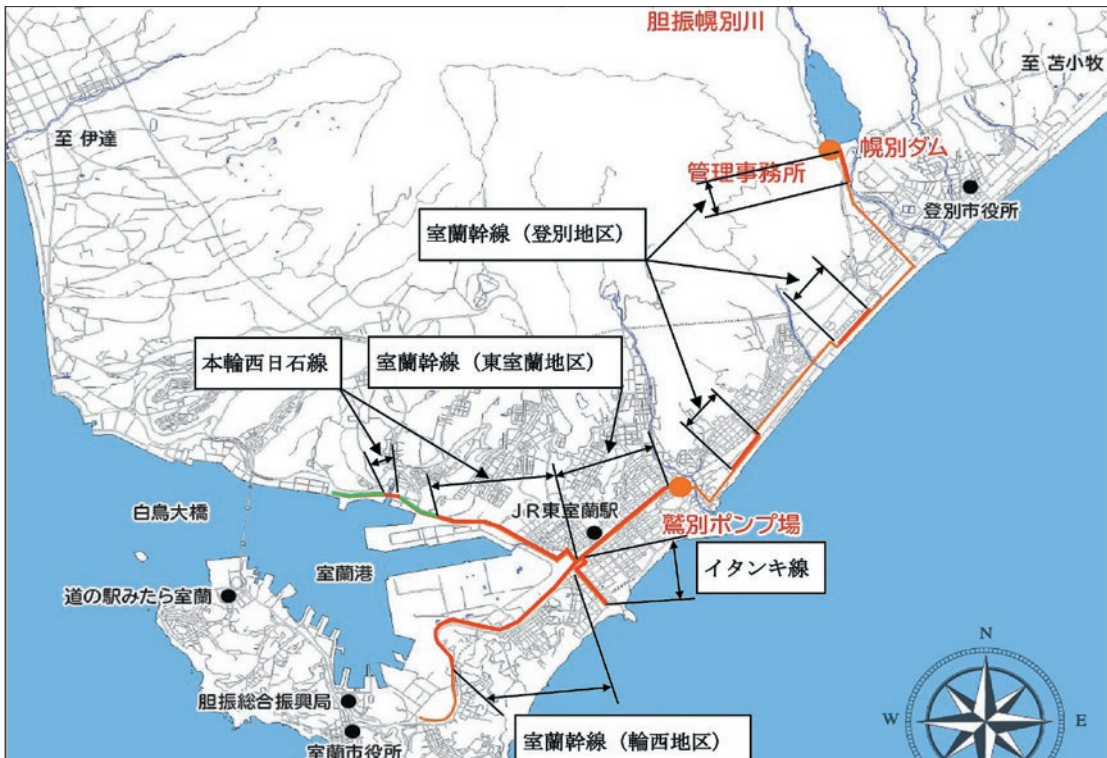 胆振幌別川
至 苫小牧
至 伊達
幌別ダム
管理事務所
登別市役所
室蘭幹線（登別地区）
本輪西日石線
室蘭幹線（東室蘭地区）
白鳥大橋
JR東室蘭駅
鷲別ポンプ場
イタンキ線
室蘭港
道の駅みたら室蘭
胆振総合振興局
室蘭市役所
室蘭幹線（輪西地区）
N
W
E